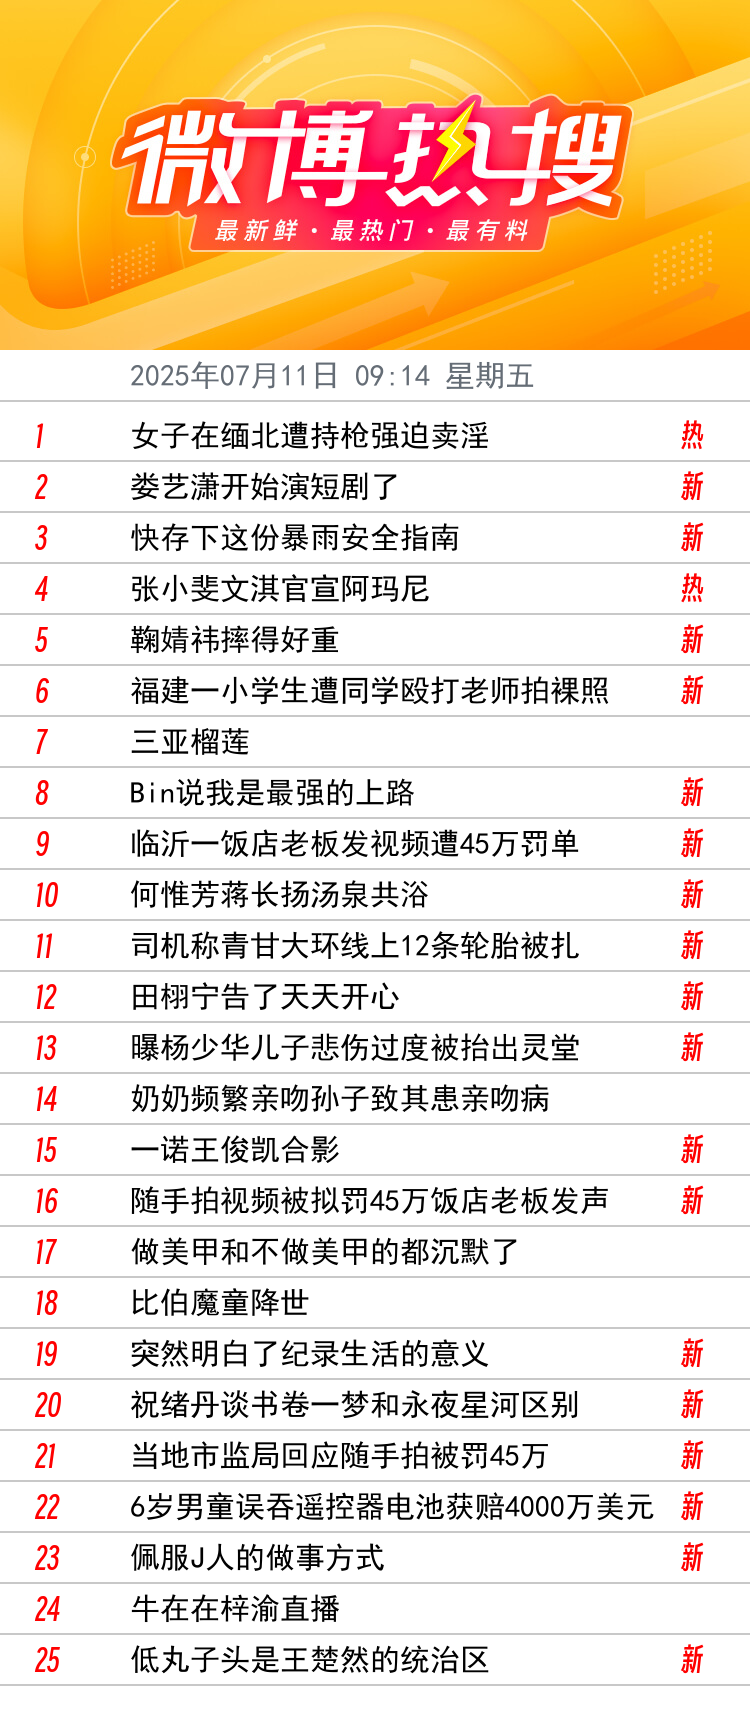 微博热搜
最新鲜·最热门·最有料
2025年07月11日 09:14 星期五
1 女子在缅北遭持枪强迫卖淫 热
2 娄艺潇开始演短剧了 新
3 快存下这份暴雨安全指南 新
4 张小斐文淇官宣阿玛尼 热
5 鞠婧祎摔得好重 新
6 福建一小学生遭同学殴打老师拍裸照 新
7 三亚榴莲
8 Bin说我是最强的上路 新
9 临沂一饭店老板发视频遭45万罚单 新
10 何惟芳蒋长扬汤泉共浴 新
11 司机称青甘大环线上12条轮胎被扎 新
12 田栩宁告了天天开心 新
13 曝杨少华儿子悲伤过度被抬出灵堂 新
14 奶奶频繁亲吻孙子致其患亲吻病
15 一诺王俊凯合影 新
16 随手拍视频被拟罚45万饭店老板发声 新
17 做美甲和不做美甲的都沉默了
18 比伯魔童降世
19 突然明白了纪录生活的意义 新
20 祝绪丹谈书卷一梦和永夜星河区别 新
21 当地市监局回应随手拍被罚45万 新
22 6岁男童误吞遥控器电池获赔4000万美元 新
23 佩服J人的做事方式 新
24 牛在在梓渝直播
25 低丸子头是王楚然的统治区 新